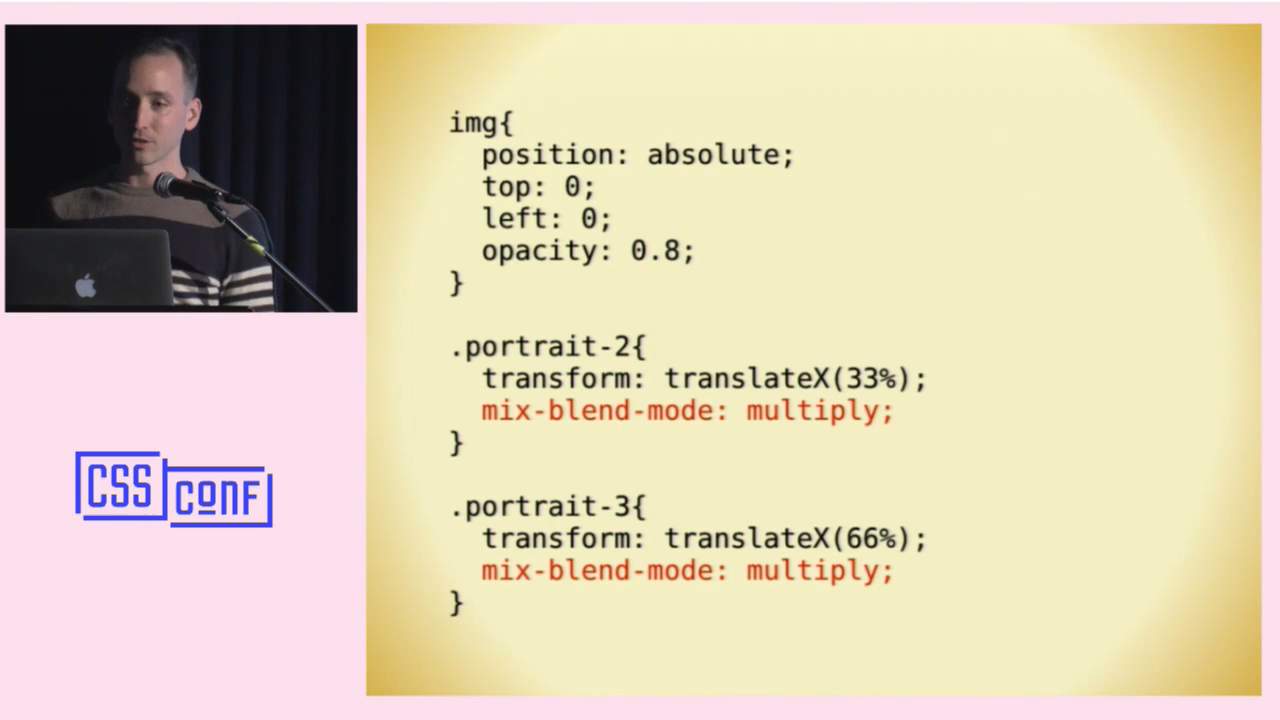 img{
position: absolute;
top: 0;
left: 0;
opacity: 0.8;
}
.portrait-2{
transform: translateX(33%);
mix-blend-mode: multiply;
}
.portrait-3{
transform: translateX(66%);
mix-blend-mode: multiply;
}
CSS
CONF